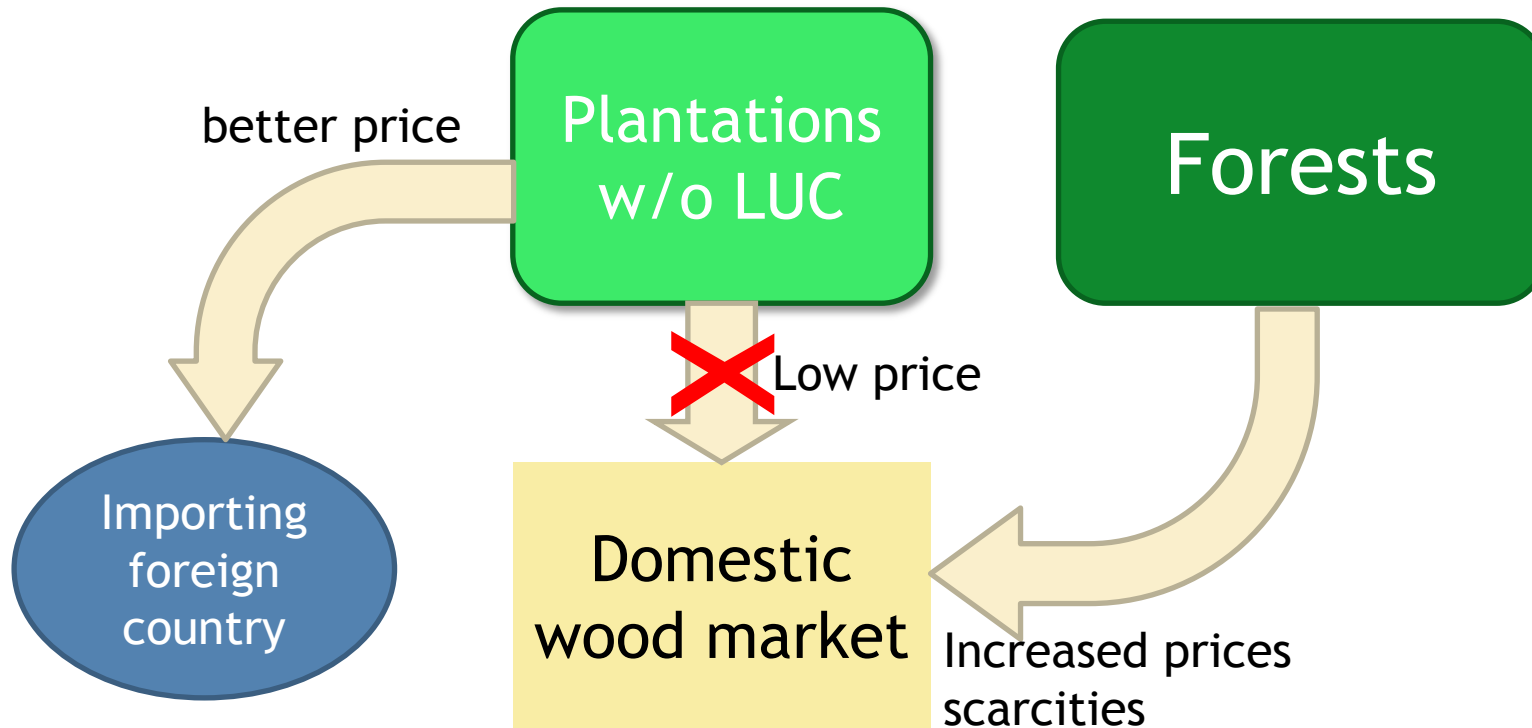 better price
Plantations
w/o LUC
Forests
Low price
Importing
foreign
country
Domestic
wood market
Increased prices
scarcities